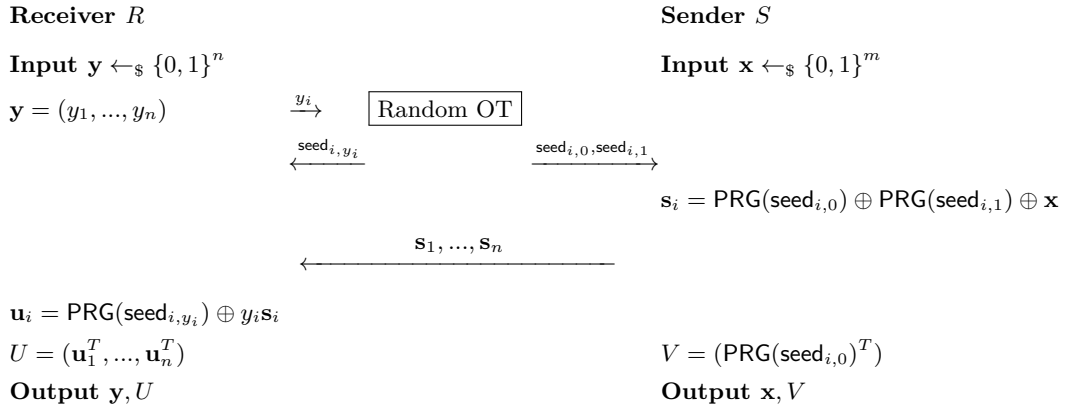 Receiver R Sender S
Input y ←$ {0, 1}^n Input x ←$ {0, 1}^m
y = (y_1, ..., y_n) y_i Random OT
seed_{i,y_i} seed_{i,0},seed_{i,1}
s_i = PRG(seed_{i,0}) ⊕ PRG(seed_{i,1}) ⊕ x
s_1, ..., s_n
u_i = PRG(seed_{i,y_i}) ⊕ y_i s_i
U = (u_1^T, ..., u_n^T) V = (PRG(seed_{i,0})^T)
Output y, U Output x, V